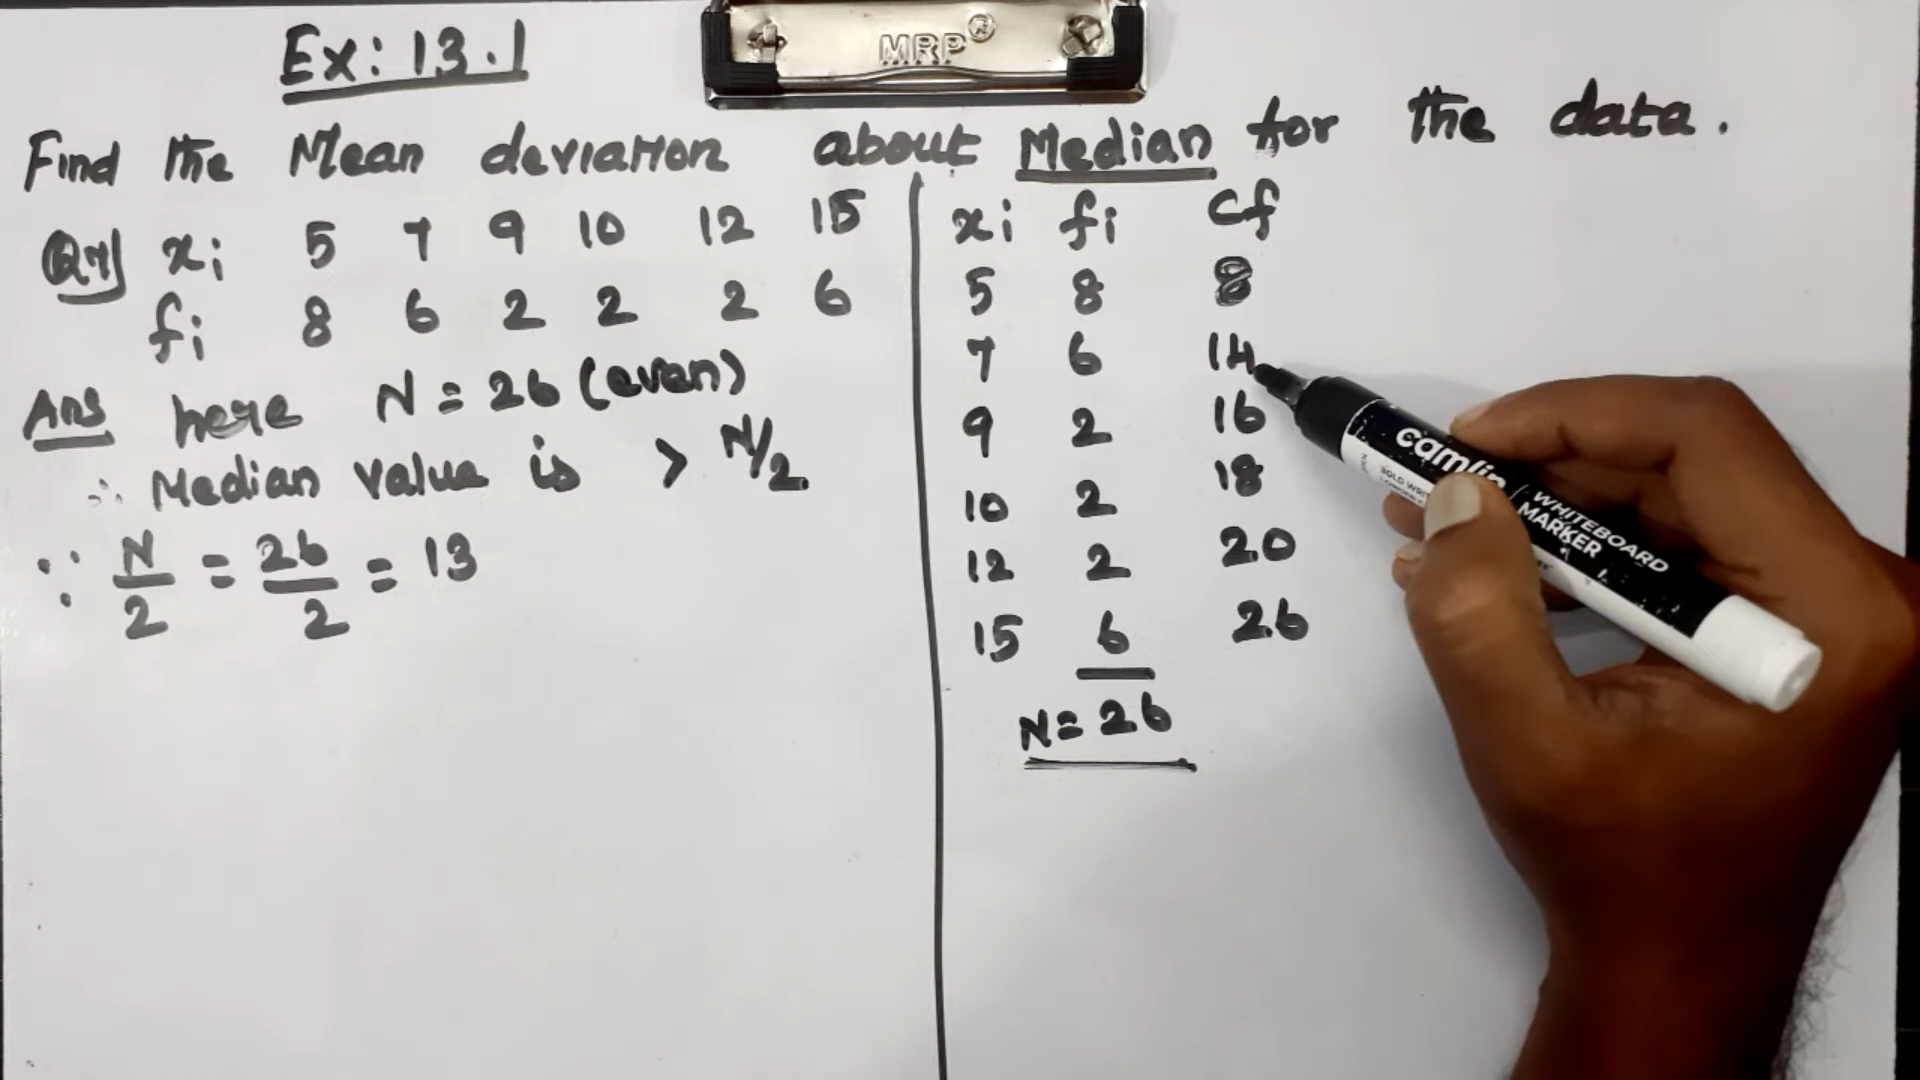 Ex: 13.1
MRP®
Find the Mean deviation about Median for the data.
Q7) xi 5 7 9 10 12 15
fi 8 6 2 2 2 6
Ans here N = 26 (even)
∴ Median value is > N/2
∵ N/2 = 26/2 = 13
xi fi cf
5 8 8
7 6 14
9 2 16
10 2 18
12 2 20
15 6 26
N = 26
camlin
WHITEBOARD
MARKER